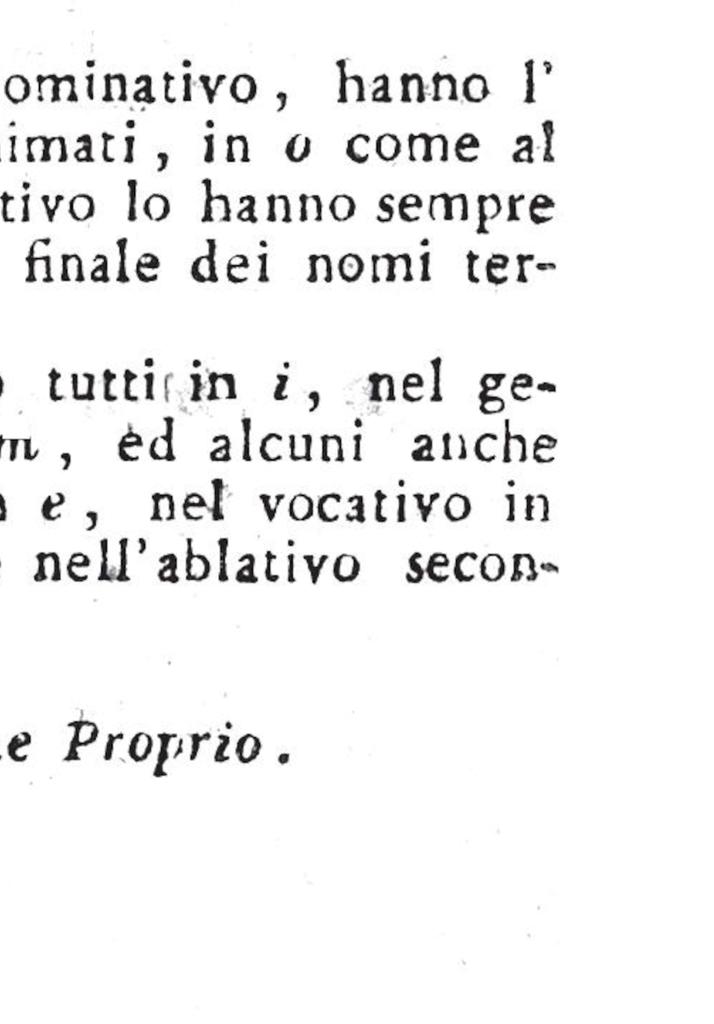 ominativo, hanno l'
imati, in o come al
tivo lo hanno sempre
finale dei nomi ter-
tutti in i, nel ge-
m, ed alcuni anche
e, nel vocativo in
nell'ablativo secon-
e Proprio.